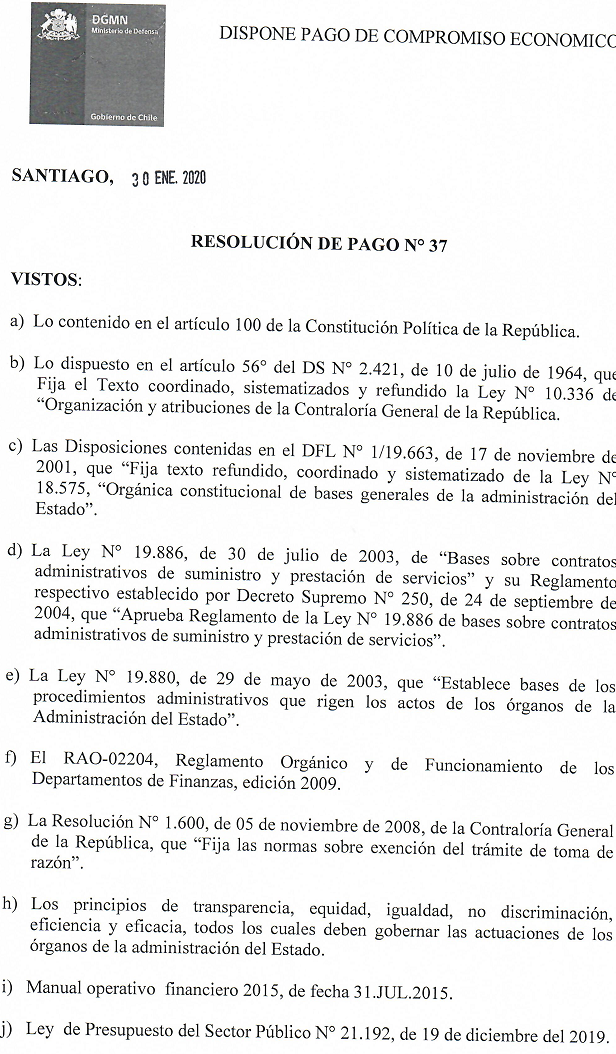 DGMN
Ministerio de Defensa
Gobierno de Chile
DISPONE PAGO DE COMPROMISO ECONOMICO
SANTIAGO, 30 ENE. 2020
RESOLUCIÓN DE PAGO N° 37
VISTOS:
a) Lo contenido en el artículo 100 de la Constitución Política de la República.
b) Lo dispuesto en el artículo 56° del DS N° 2.421, de 10 de julio de 1964, que
Fija el Texto coordinado, sistematizados y refundido la Ley N° 10.336 de
“Organización y atribuciones de la Contraloría General de la República.
c) Las Disposiciones contenidas en el DFL N° 1/19.663, de 17 de noviembre de
2001, que “Fija texto refundido, coordinado y sistematizado de la Ley N°
18.575, “Orgánica constitucional de bases generales de la administración del
Estado”.
d) La Ley N° 19.886, de 30 de julio de 2003, de “Bases sobre contratos
administrativos de suministro y prestación de servicios” y su Reglamento
respectivo establecido por Decreto Supremo N° 250, de 24 de septiembre de
2004, que “Aprueba Reglamento de la Ley N° 19.886 de bases sobre contratos
administrativos de suministro y prestación de servicios”.
e) La Ley N° 19.880, de 29 de mayo de 2003, que “Establece bases de los
procedimientos administrativos que rigen los actos de los órganos de la
Administración del Estado”.
f) El RAO-02204, Reglamento Orgánico y de Funcionamiento de los
Departamentos de Finanzas, edición 2009.
g) La Resolución N° 1.600, de 05 de noviembre de 2008, de la Contraloría General
de la República, que “Fija las normas sobre exención del trámite de toma de
razón”.
h) Los principios de transparencia, equidad, igualdad, no discriminación,
eficiencia y eficacia, todos los cuales deben gobernar las actuaciones de los
órganos de la administración del Estado.
i) Manual operativo financiero 2015, de fecha 31.JUL.2015.
j) Ley de Presupuesto del Sector Público N° 21.192, de 19 de diciembre del 2019.